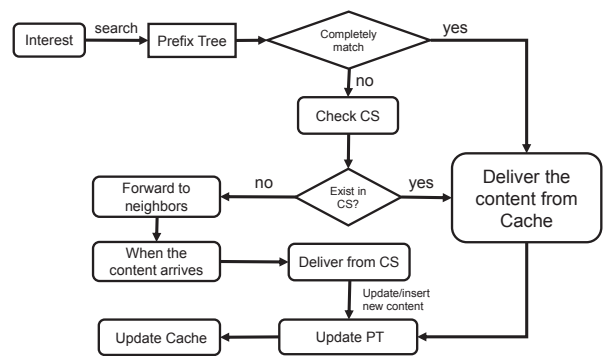 Interest
search
Prefix Tree
Completely
match
yes
no
Check CS
Exist in
CS?
no
yes
Forward to
neighbors
Deliver the
content from
Cache
When the
content arrives
Deliver from CS
Update/insert
new content
Update Cache
Update PT